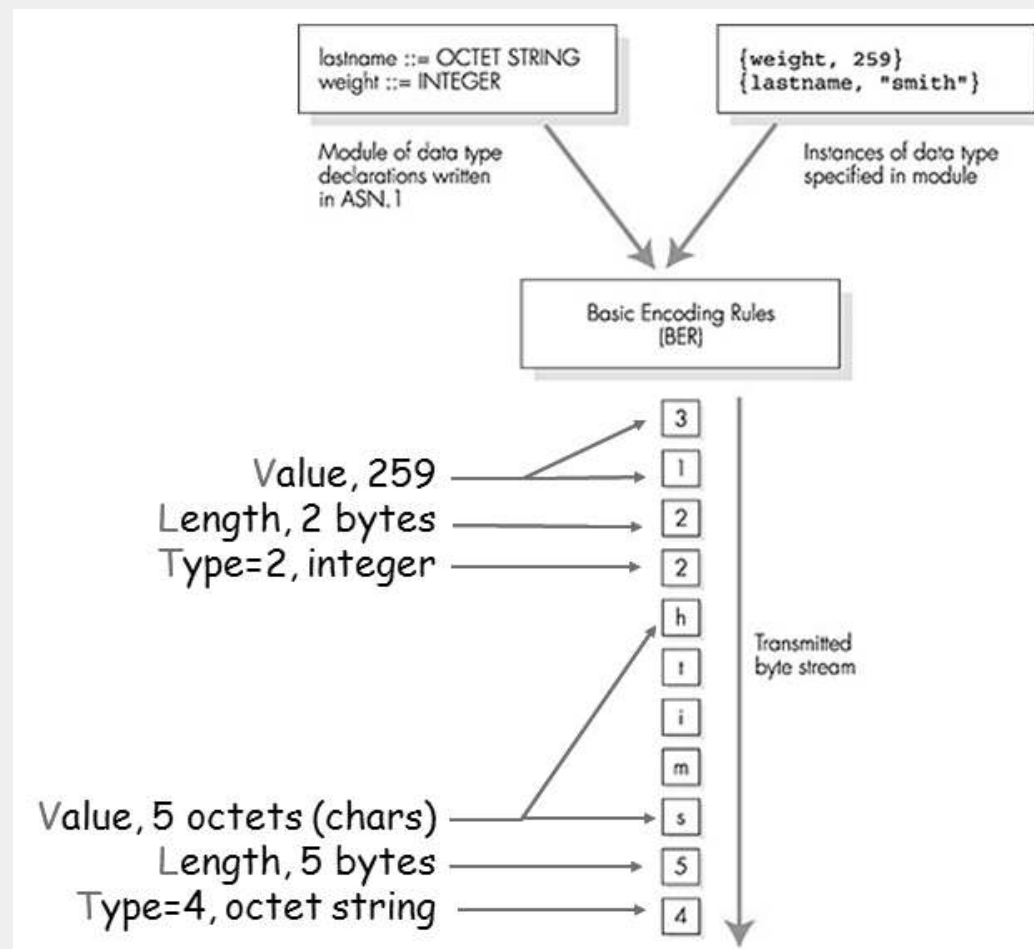 lastname ::= OCTET STRING
weight ::= INTEGER
{weight, 259}
{lastname, "smith"}
Module of data type
declarations written
in ASN.1
Instances of data type
specified in module
Basic Encoding Rules
(BER)
3
1
2
2
h
t
i
m
s
5
4
Value, 259
Length, 2 bytes
Type=2, integer
Value, 5 octets (chars)
Length, 5 bytes
Type=4, octet string
Transmitted
byte stream